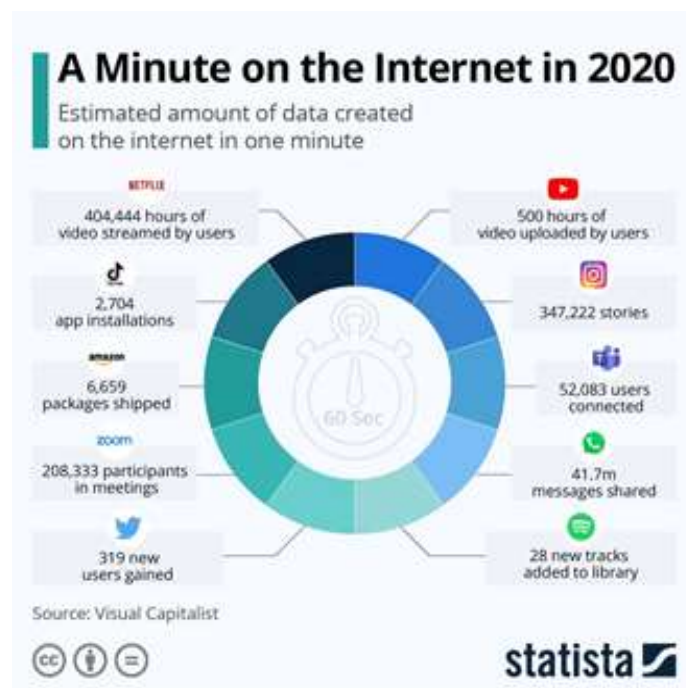 A Minute on the Internet in 2020
Estimated amount of data created
on the internet in one minute
NETFLIX
404,444 hours of
video streamed by users
500 hours of
video uploaded by users
2,704
app installations
347,222 stories
amazon
6,659
packages shipped
52,083 users
connected
60 Sec
zoom
208,333 participants
in meetings
41.7m
messages shared
319 new
users gained
28 new tracks
added to library
Source: Visual Capitalist
cc
statista